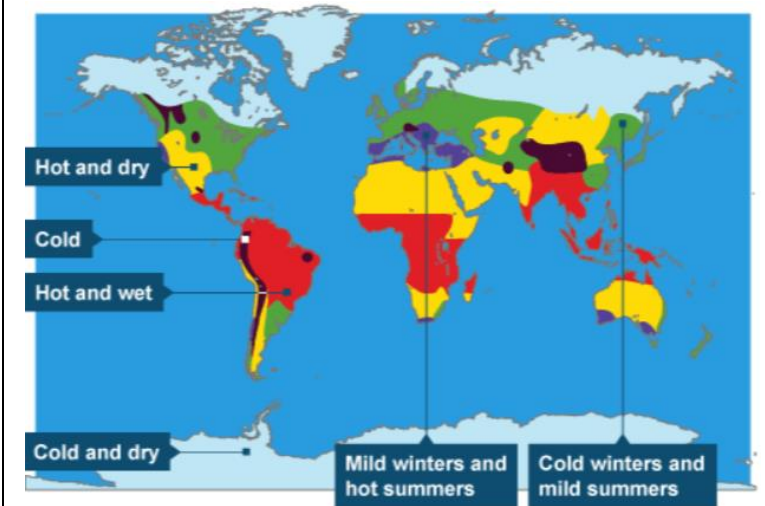 Hot and dry
Cold
Hot and wet
Cold and dry
Mild winters and
hot summers
Cold winters and
mild summers